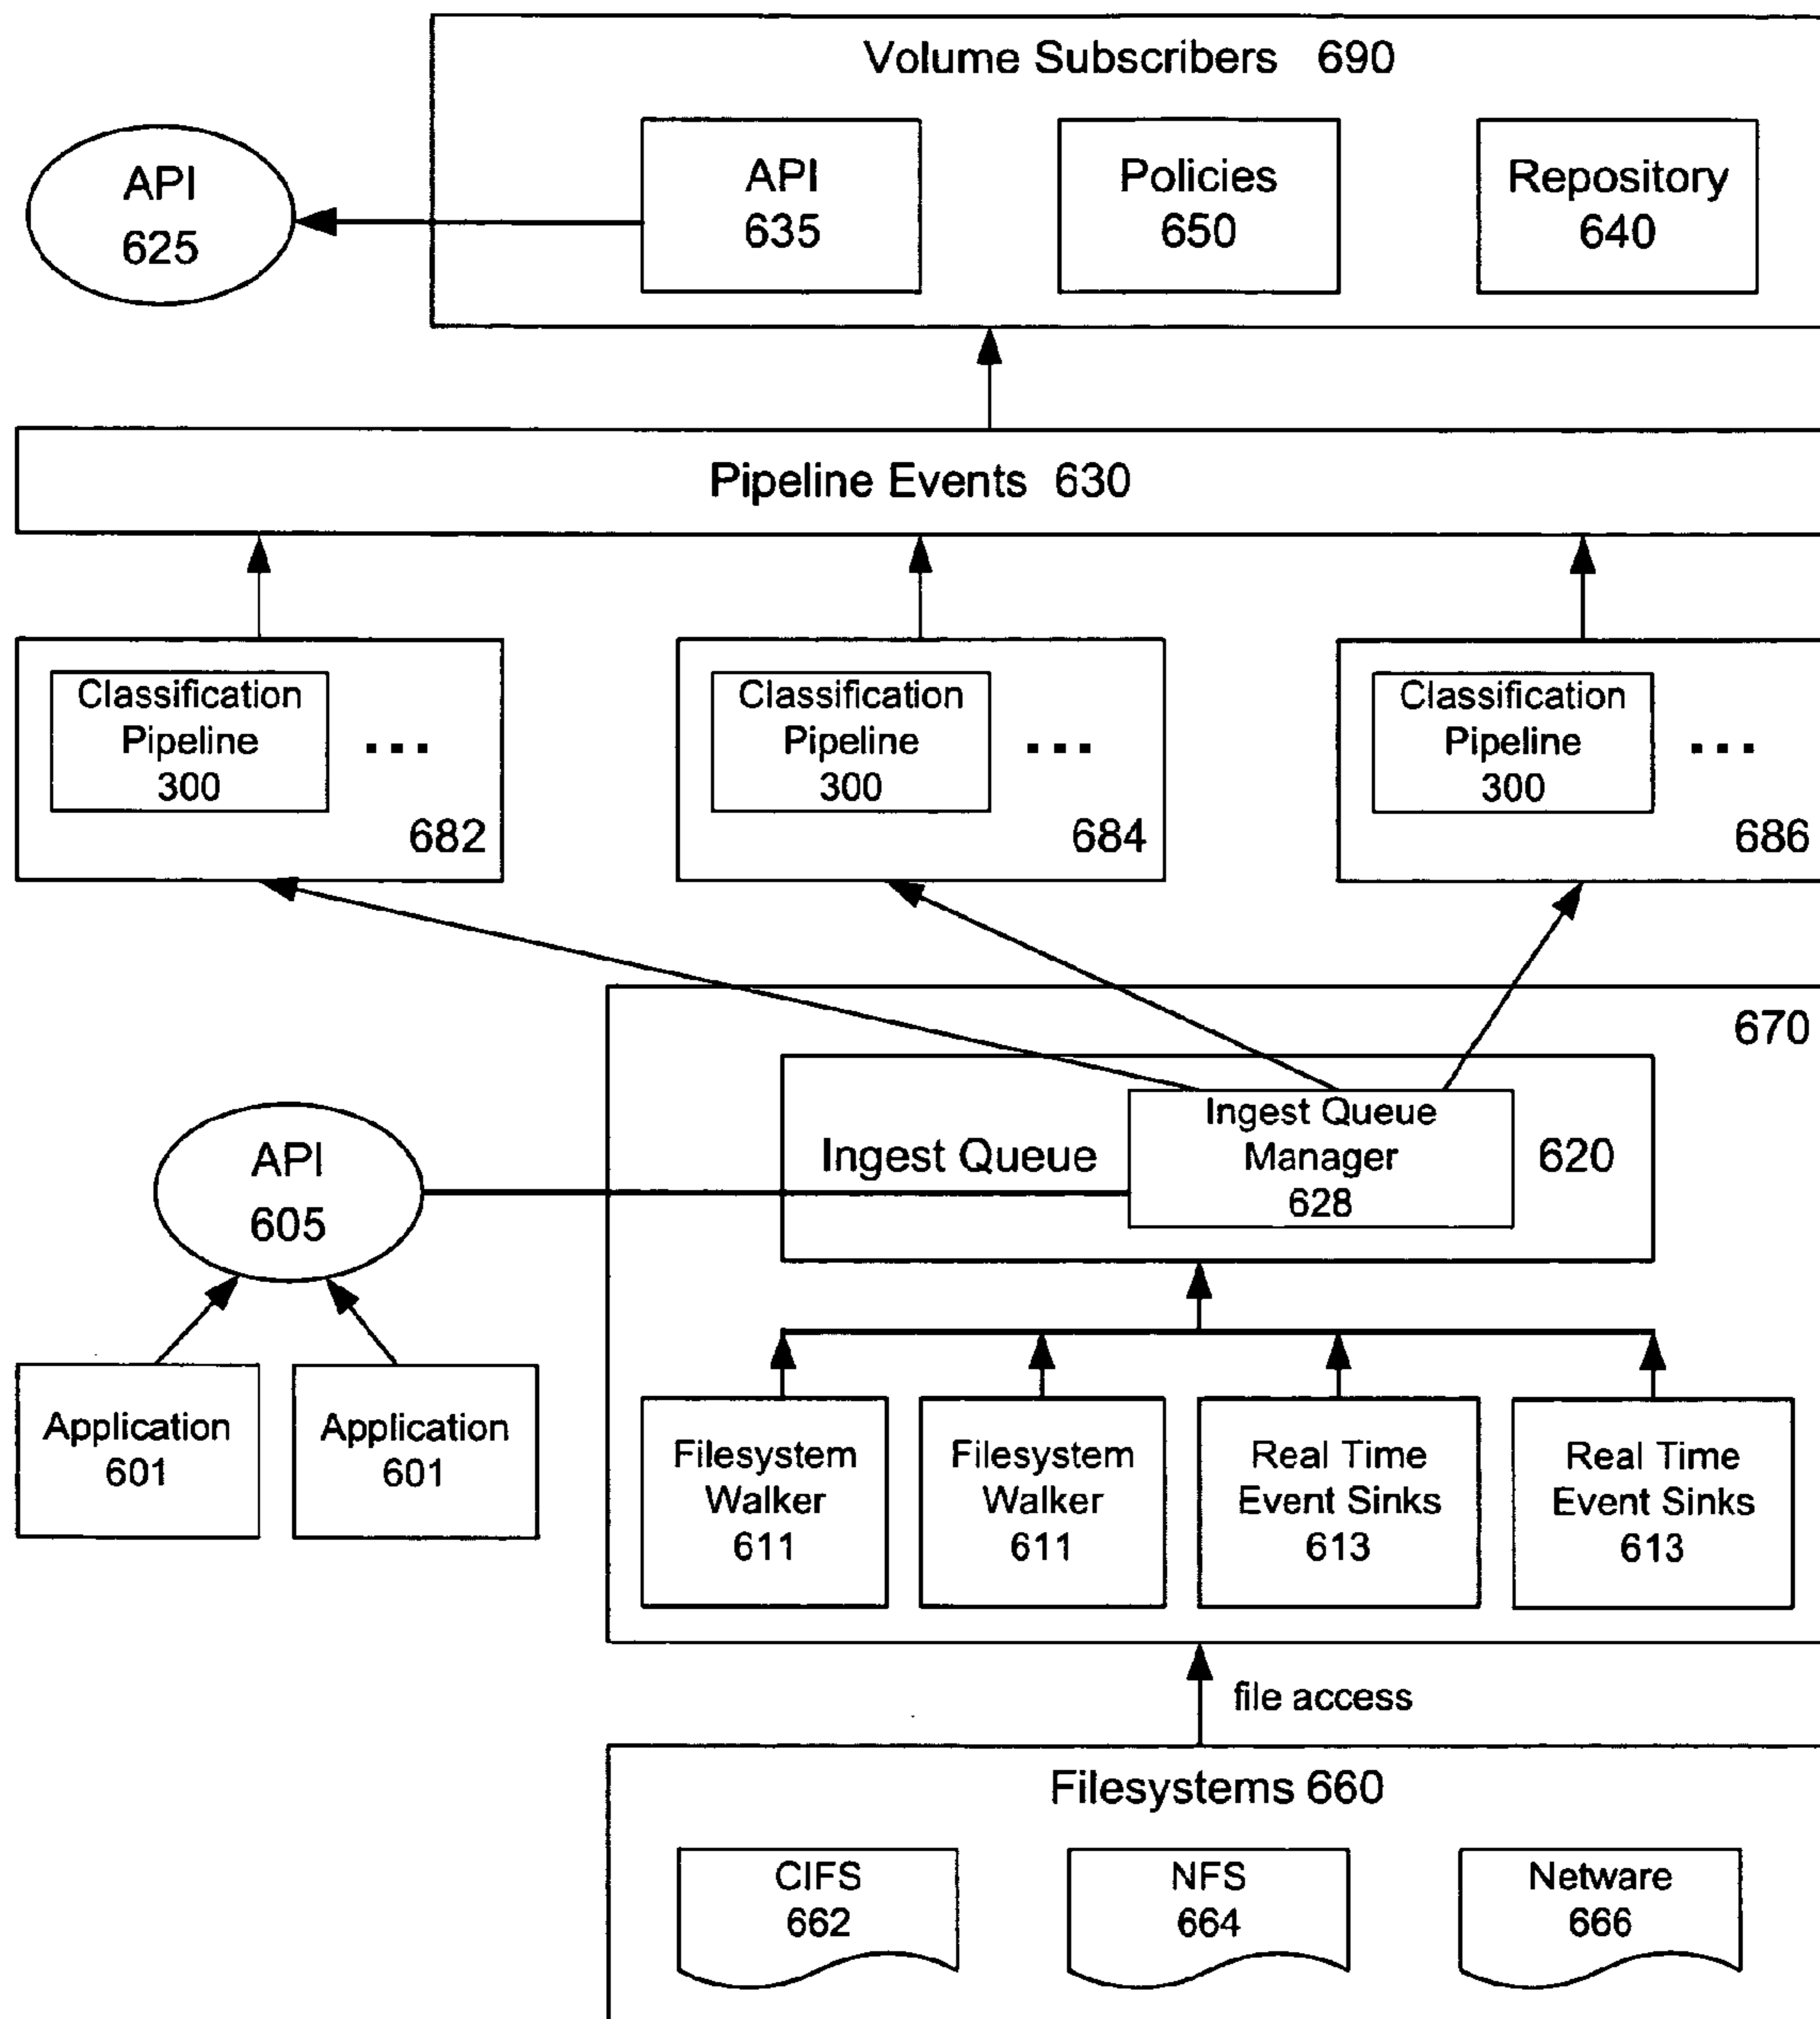 Volume Subscribers 690
API
625
API
635
Policies
650
Repository
640
Pipeline Events 630
Classification
Pipeline
300
...
682
Classification
Pipeline
300
...
684
Classification
Pipeline
300
...
686
670
Ingest Queue
Ingest Queue
Manager
628
620
API
605
Application
601
Application
601
Filesystem
Walker
611
Filesystem
Walker
611
Real Time
Event Sinks
613
Real Time
Event Sinks
613
file access
Filesystems 660
CIFS
662
NFS
664
Netware
666